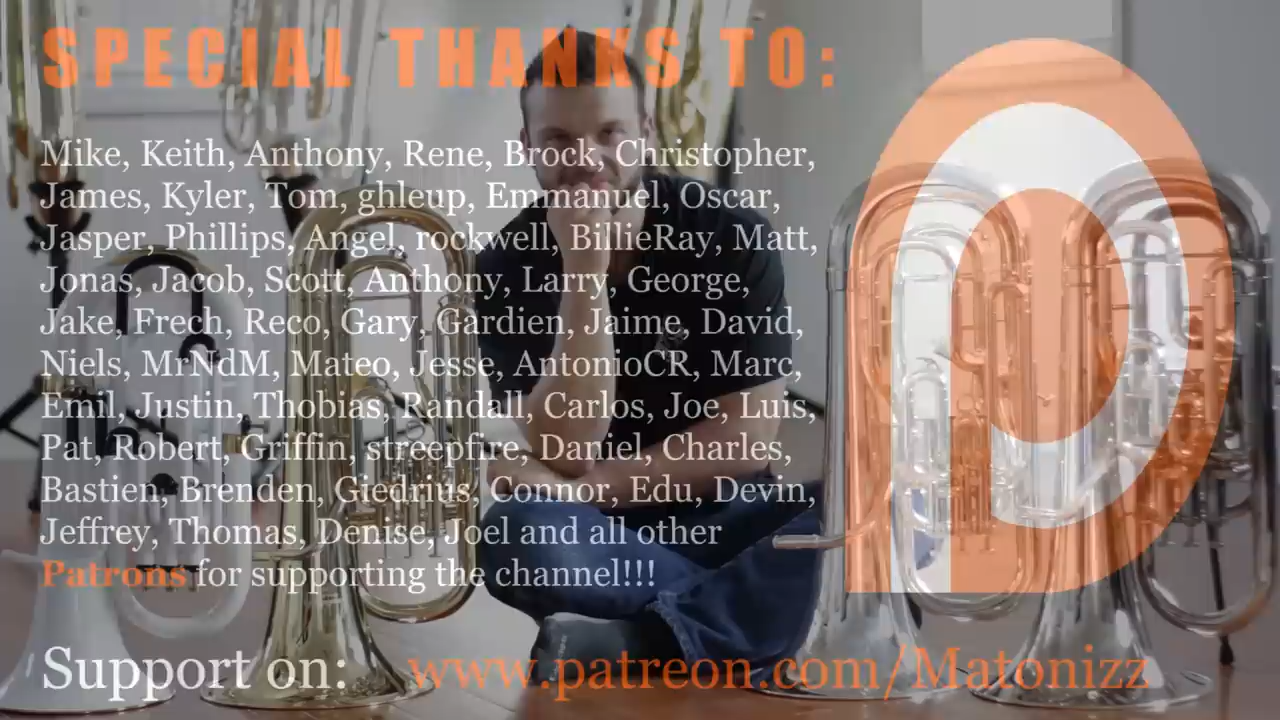 SPECIAL THANKS TO:
Mike, Keith, Anthony, Rene, Brock, Christopher,
James, Kyler, Tom, ghleup, Emmanuel, Oscar,
Jasper, Phillips, Angel, rockwell, BillieRay, Matt,
Jonas, Jacob, Scott, Anthony, Larry, George,
Jake, Frech, Reco, Gary, Gardien, Jaime, David,
Niels, MrNdM, Mateo, Jesse, AntonioCR, Marc,
Emil, Justin, Thobias, Randall, Carlos, Joe, Luis,
Pat, Robert, Griffin, streepfire, Daniel, Charles,
Bastien, Brenden, Giedrius, Connor, Edu, Devin,
Jeffrey, Thomas, Denise, Joel and all other
Patrons for supporting the channel!!!
Support on: www.patreon.com/Matonizz